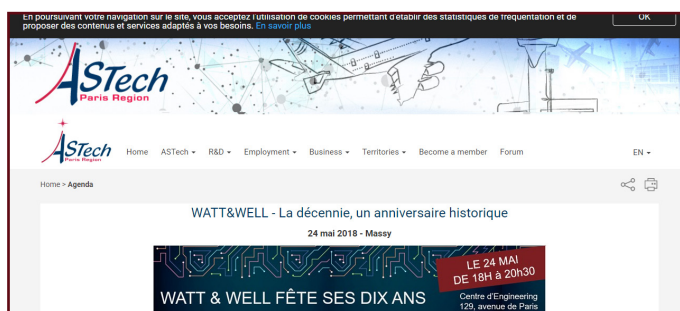 En poursuivant votre navigation sur le site, vous acceptez l'utilisation de cookies permettant d'établir des statistiques de fréquentation et de
proposer des contenus et services adaptés à vos besoins. En savoir plus
OK
ASTech
Paris Region
ASTech
Paris Region
Home ASTech R&D Employment Business Territories Become a member Forum EN
Home > Agenda
WATT&WELL - La décennie, un anniversaire historique
24 mai 2018 - Massy
LE 24 MAI
DE 18H à 20h30
WATT & WELL FÊTE SES DIX ANS
Centre d'Engineering
129, avenue de Paris